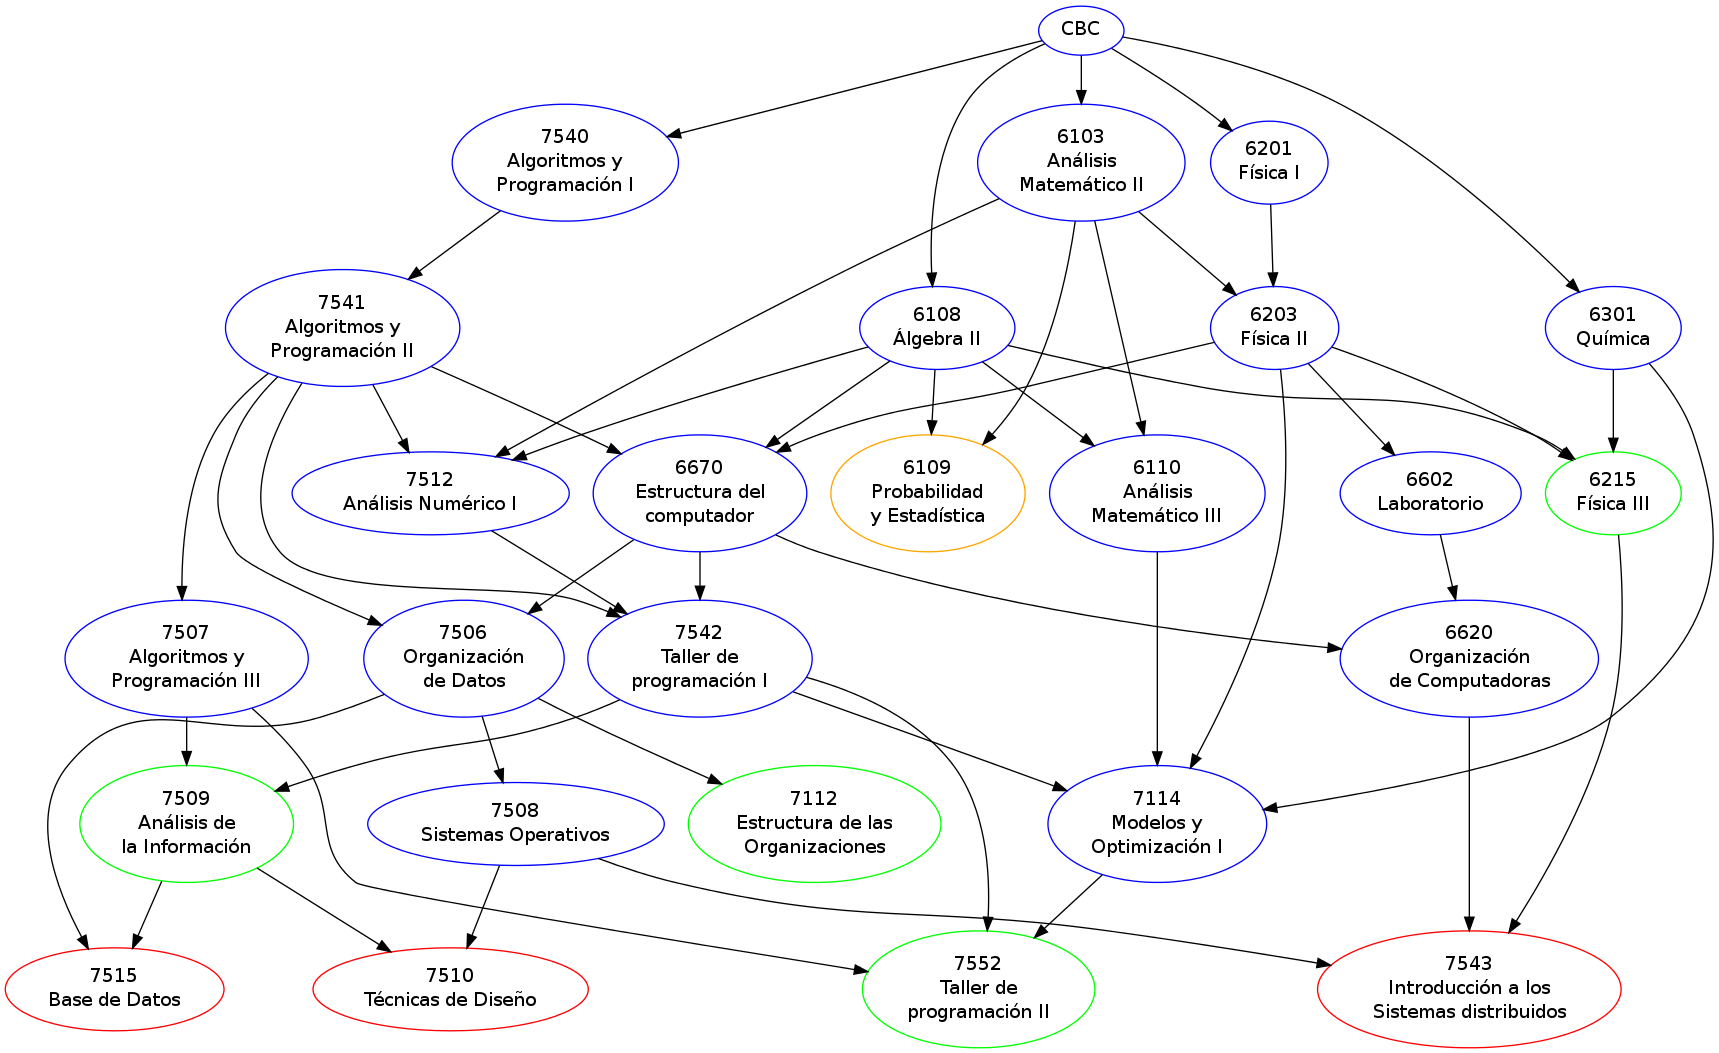 CBC
7540
Algoritmos y
Programación I
6103
Análisis
Matemático II
6201
Física I
7541
Algoritmos y
Programación II
6108
Álgebra II
6203
Física II
6301
Química
7512
Análisis Numérico I
6670
Estructura del
computador
6109
Probabilidad
y Estadística
6110
Análisis
Matemático III
6602
Laboratorio
6215
Física III
7507
Algoritmos y
Programación III
7506
Organización
de Datos
7542
Taller de
programación I
6620
Organización
de Computadoras
7509
Análisis de
la Información
7508
Sistemas Operativos
7112
Estructura de las
Organizaciones
7114
Modelos y
Optimización I
7515
Base de Datos
7510
Técnicas de Diseño
7552
Taller de
programación II
7543
Introducción a los
Sistemas distribuidos